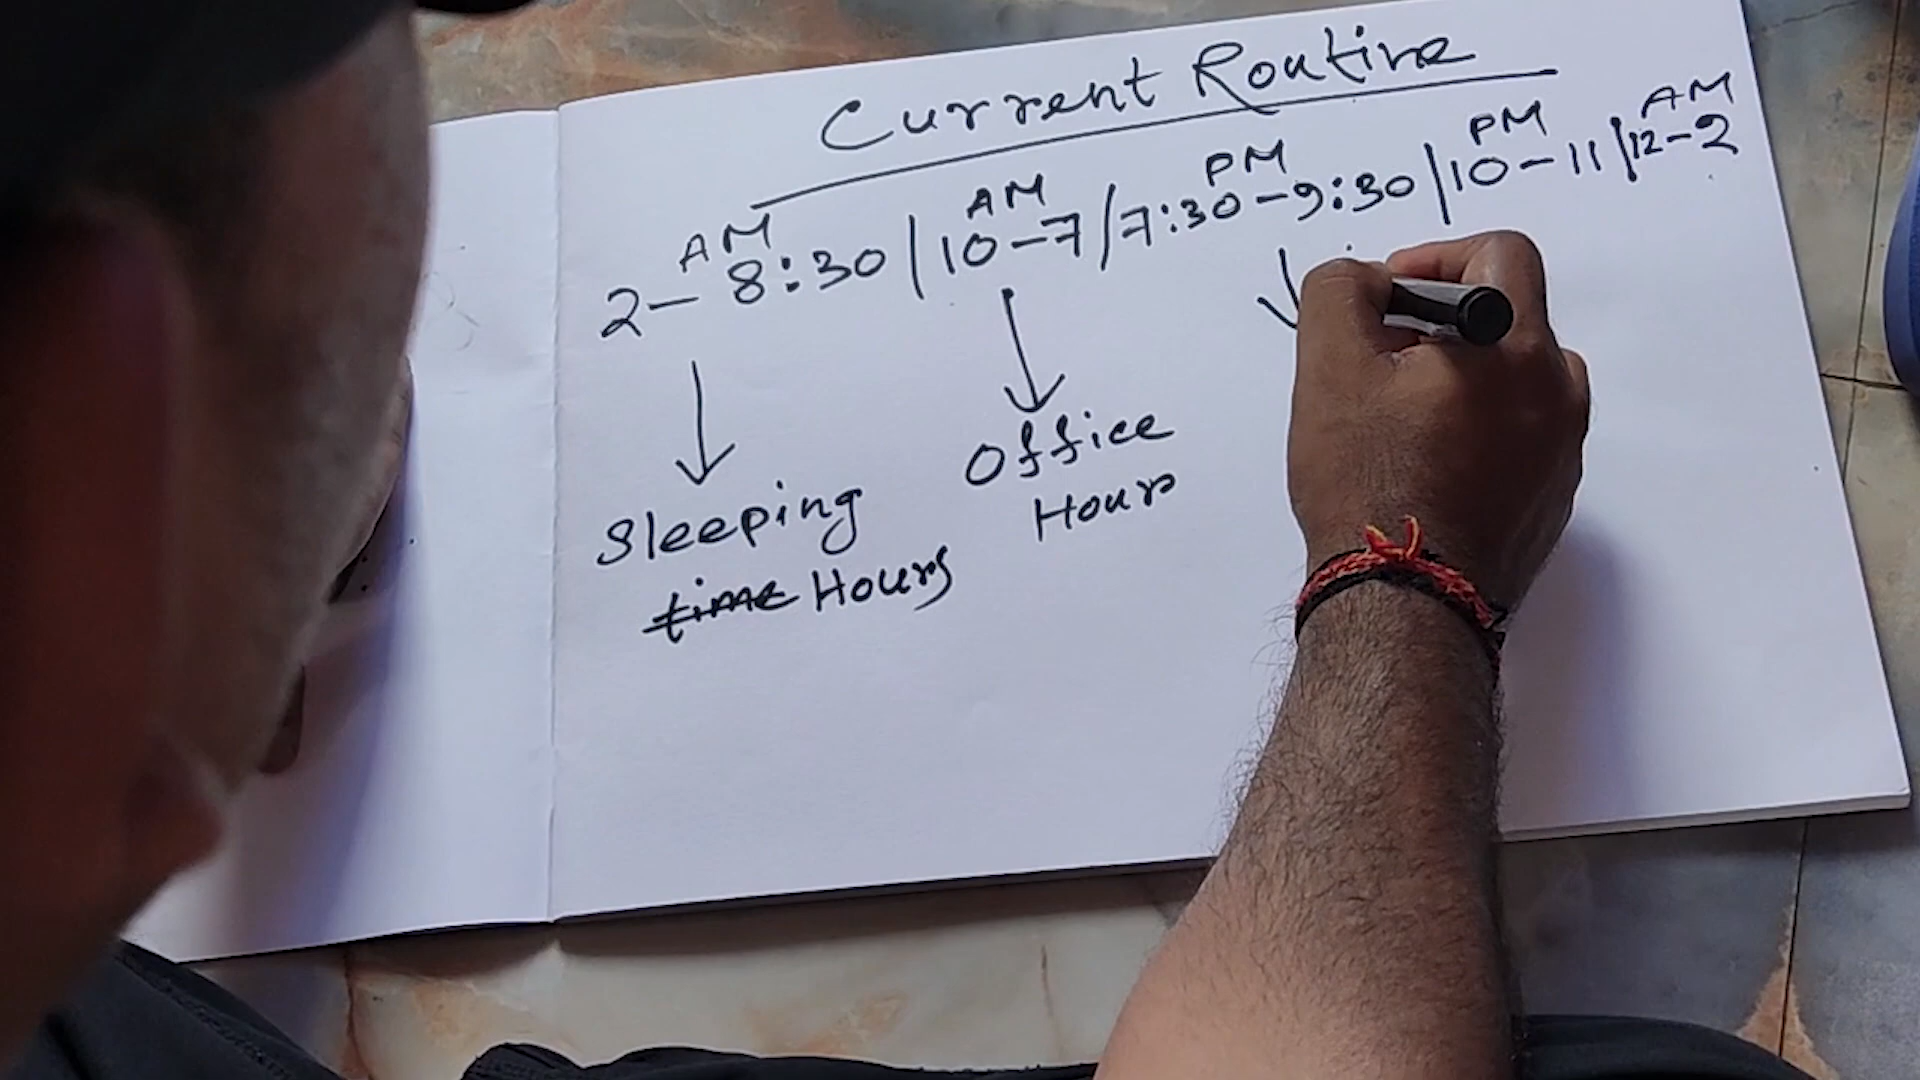 Current Routine
AM AM PM PM AM
2-8:30 | 10-7 | 7:30-9:30 | 10-11 | 12-2
Sleeping Office
time Hours Hour